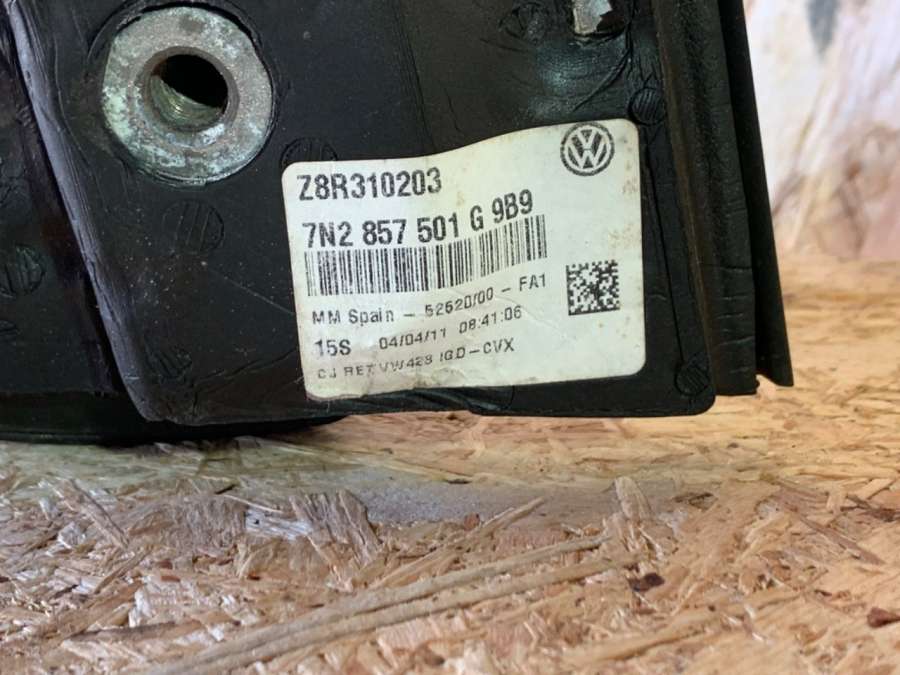 Z8R310203
7N2 857 501 G 9B9
MM Spain - 52620/00 - FA1
15S 04/04/11 08:41:06
CJ RET VW428 IGD-CVX